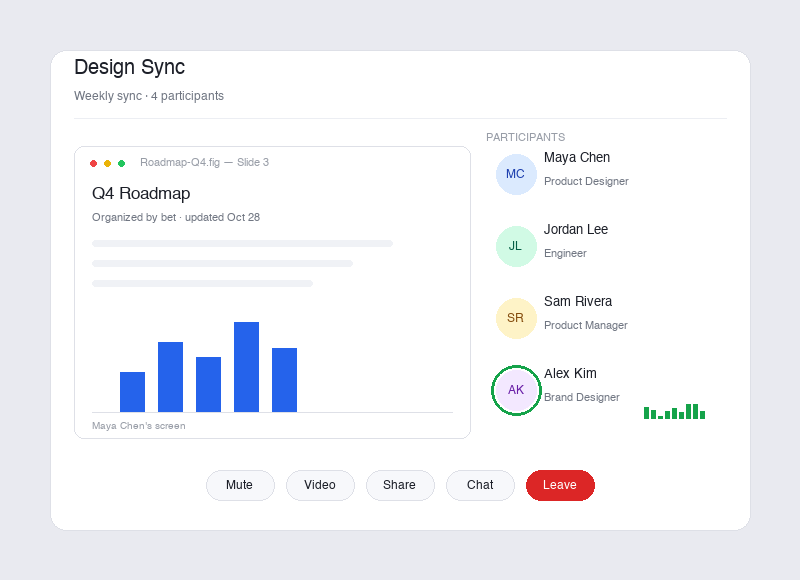 Design Sync
Weekly sync · 4 participants
Roadmap-Q4.fig — Slide 3
Q4 Roadmap
Organized by bet · updated Oct 28
Maya Chen's screen
PARTICIPANTS
MC
Maya Chen
Product Designer
JL
Jordan Lee
Engineer
SR
Sam Rivera
Product Manager
AK
Alex Kim
Brand Designer
Mute
Video
Share
Chat
Leave